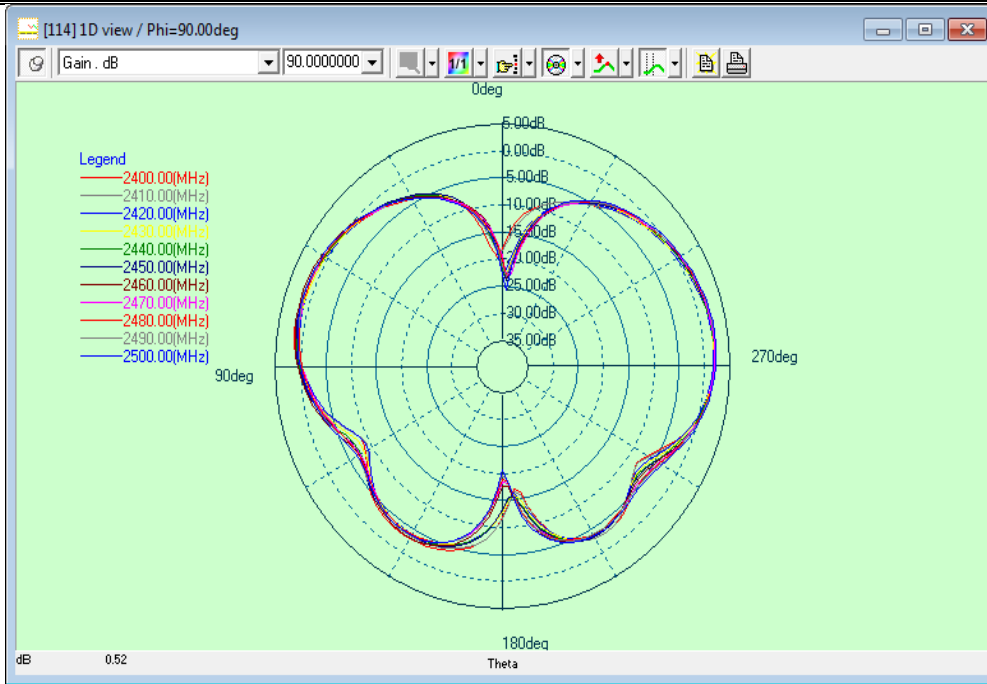 [114] 1D view / Phi=90.00deg
Gain . dB
90.0000000
1/1
0deg
5.00dB
0.00dB
5.00dB
10.00dB
15.00dB
20.00dB
25.00dB
30.00dB
35.00dB
Legend
2400.00(MHz)
2410.00(MHz)
2420.00(MHz)
2430.00(MHz)
2440.00(MHz)
2450.00(MHz)
2460.00(MHz)
2470.00(MHz)
2480.00(MHz)
2490.00(MHz)
2500.00(MHz)
90deg
270deg
180deg
dB 0.52
Theta